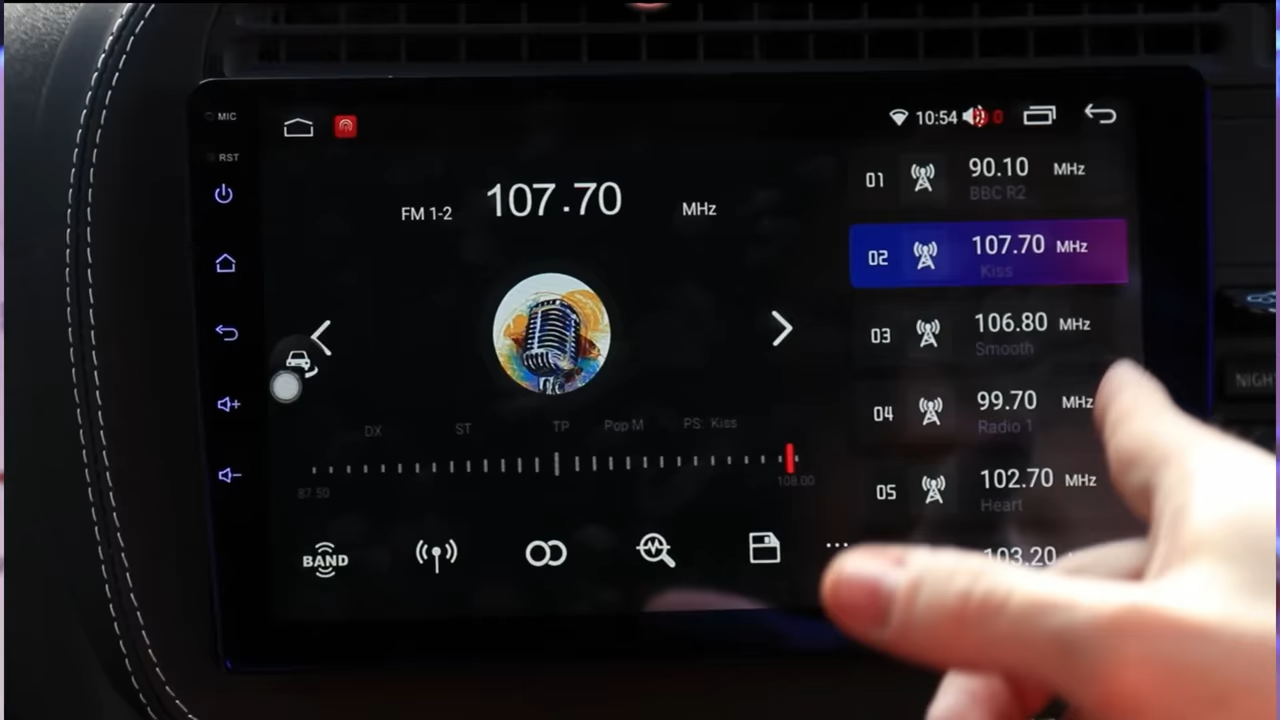 MIC
RST
10:54
FM 1-2 107.70 MHz
DX ST TP Pop M PS: Kiss
87.50 108.00
BAND
01 90.10 MHz
BBC R2
02 107.70 MHz
Kiss
03 106.80 MHz
Smooth
04 99.70 MHz
Radio 1
05 102.70 MHz
Heart
103.20
NIGH